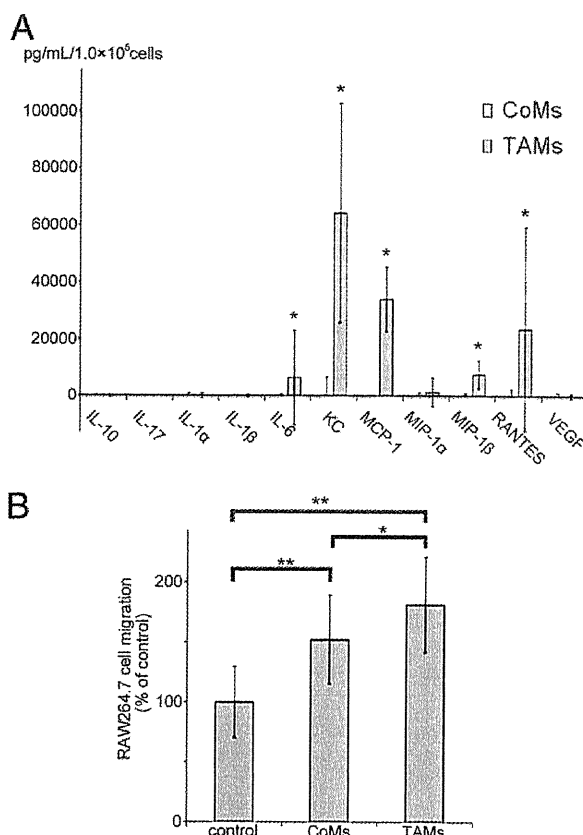 A
pg/mL/1.0×10⁶cells
100000
80000
60000
40000
20000
0
CoMs
TAMs
* * * * *
IL-10 IL-17 IL-1α IL-1β IL-6 KC MCP-1 MIP-1α MIP-1β RANTES VEGF
B
RAW264.7 cell migration
(% of control)
200
100
0
**
** *
control CoMs TAMs